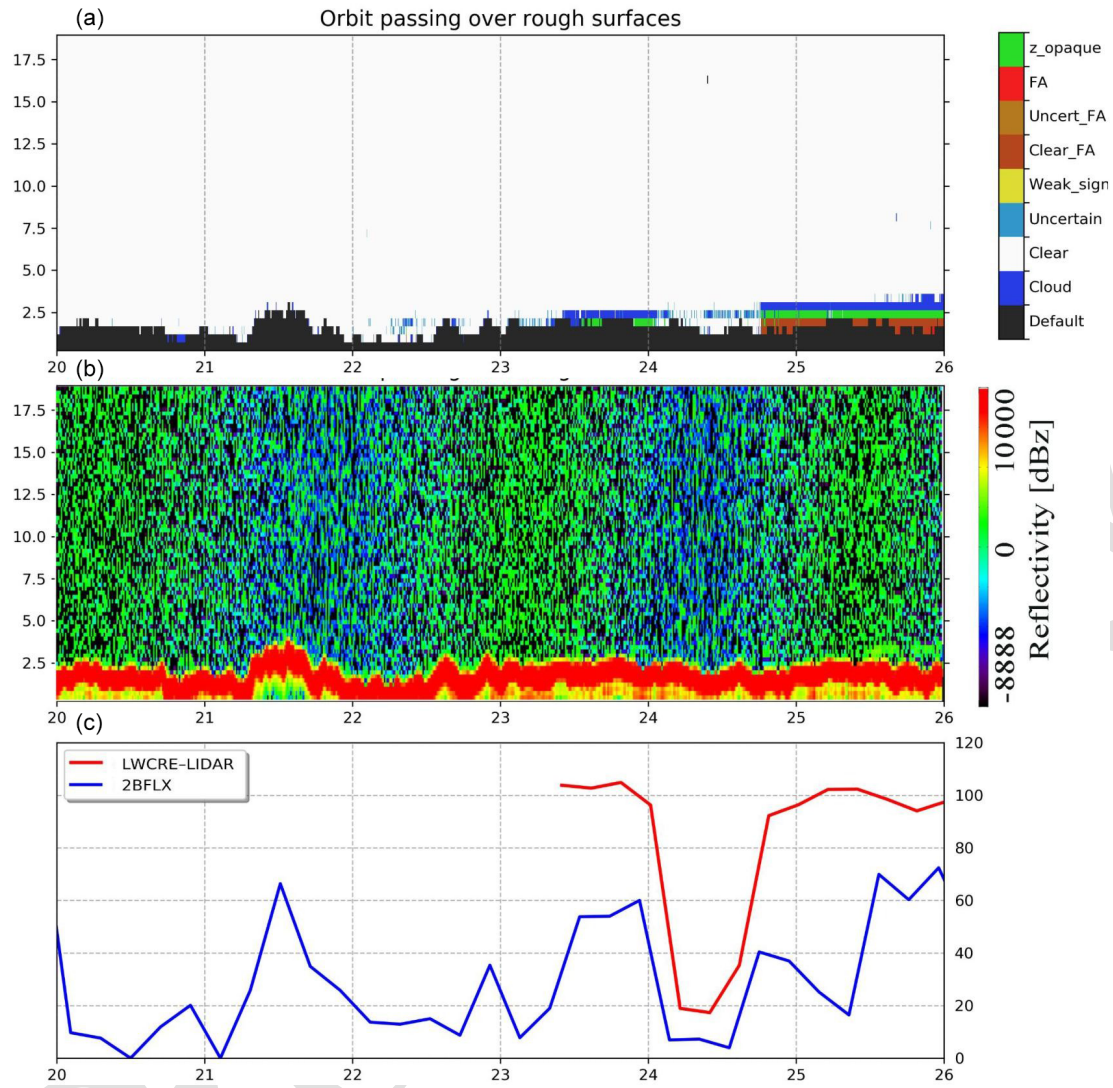 (a)
Orbit passing over rough surfaces
17.5
15.0
12.5
10.0
7.5
5.0
2.5
20 21 22 23 24 25 26
z_opaque
FA
Uncert_FA
Clear_FA
Weak_sign
Uncertain
Clear
Cloud
Default
(b)
17.5
15.0
12.5
10.0
7.5
5.0
2.5
20 21 22 23 24 25 26
-8888 0 10000
Reflectivity [dBz]
(c)
LWCRE–LIDAR
2BFLX
120
100
80
60
40
20
0
20 21 22 23 24 25 26